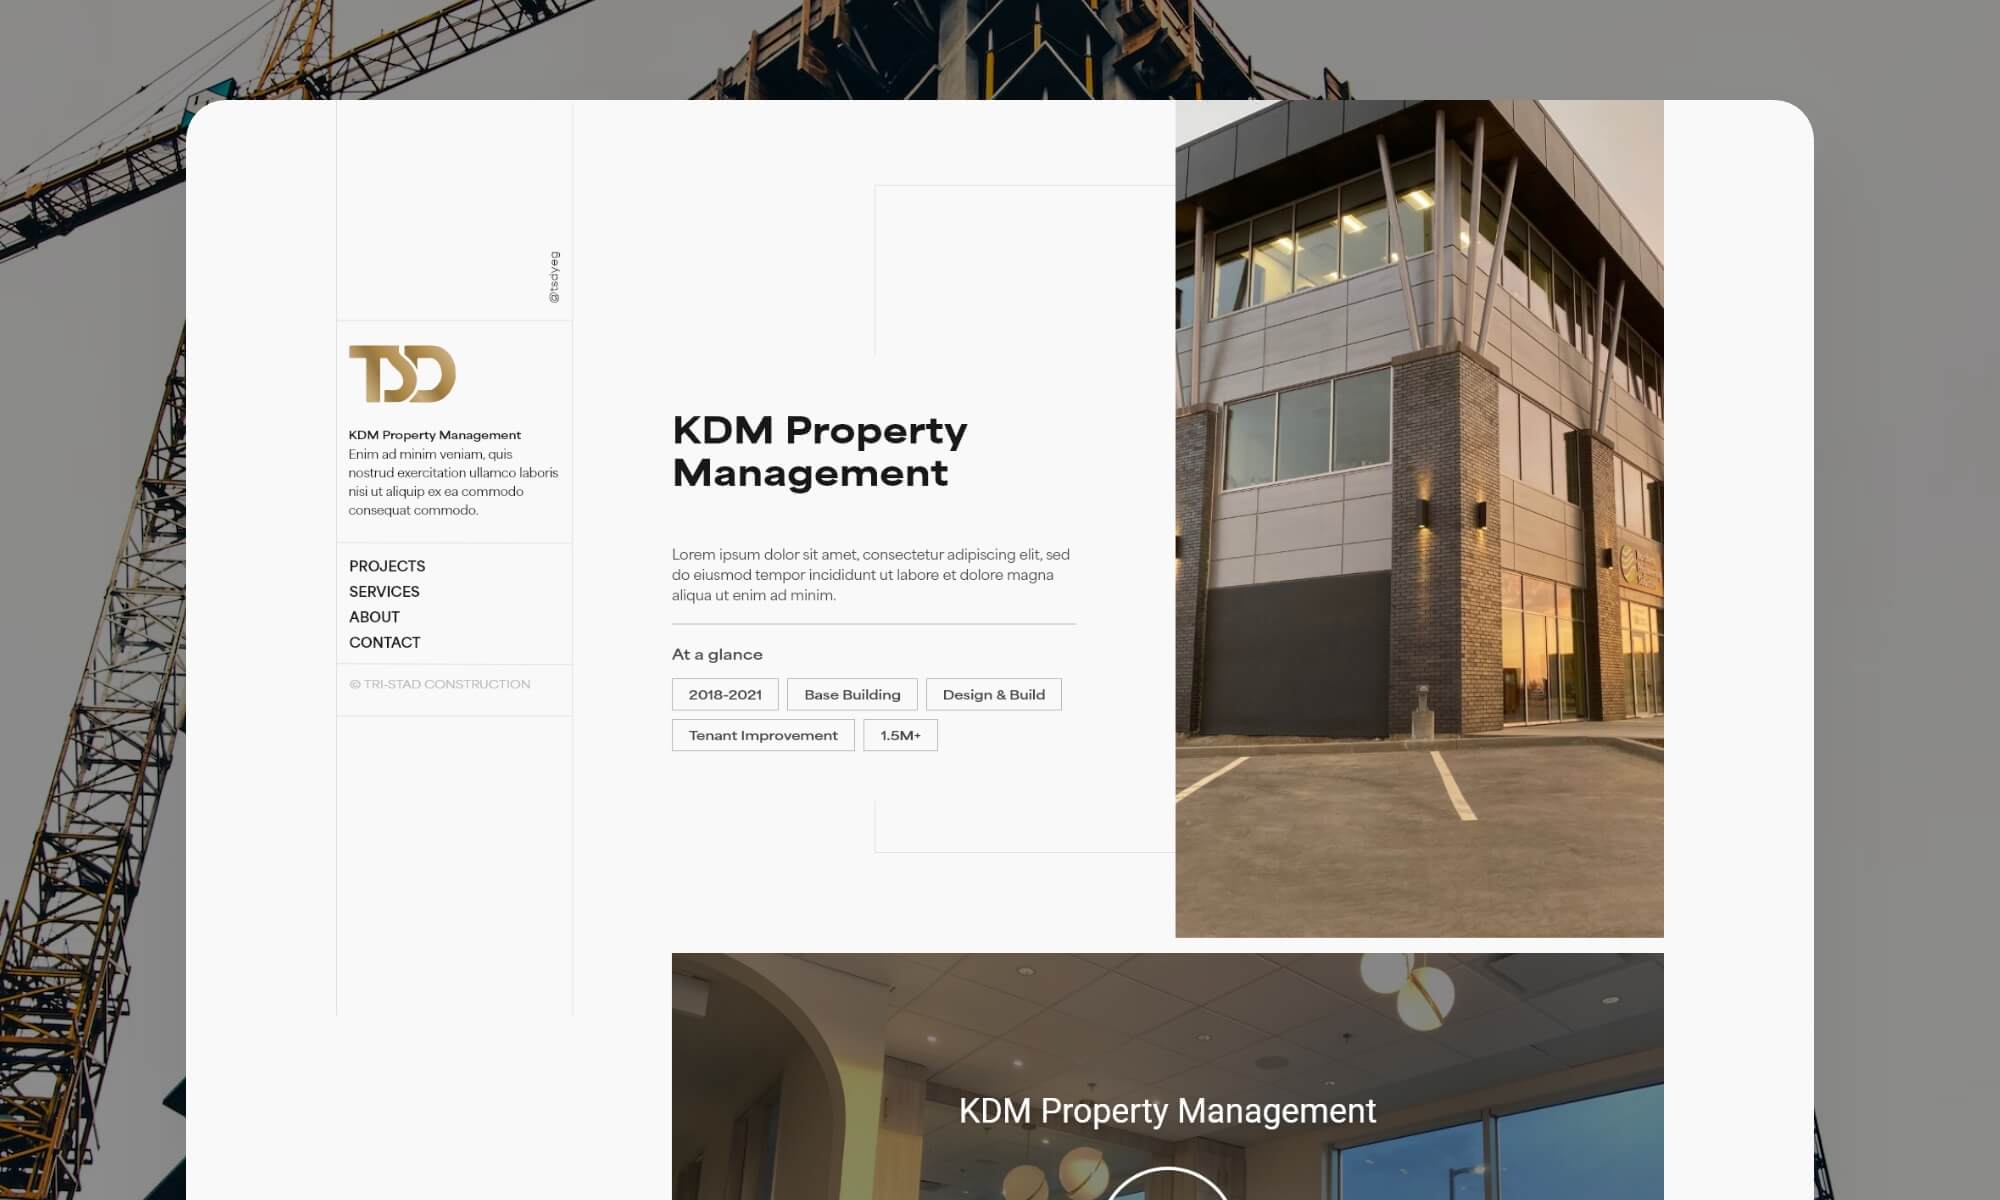 @tscyeg
TSD
KDM Property Management
Enim ad minim veniam, quis
nostrud exercitation ullamco laboris
nisi ut aliquip ex ea commodo
consequat commodo.
PROJECTS
SERVICES
ABOUT
CONTACT
© TRI-STAD CONSTRUCTION
KDM Property
Management
Lorem ipsum dolor sit amet, consectetur adipiscing elit, sed
do eiusmod tempor incididunt ut labore et dolore magna
aliqua ut enim ad minim.
At a glance
2018-2021
Base Building
Design & Build
Tenant Improvement
1.5M+
KDM Property Management